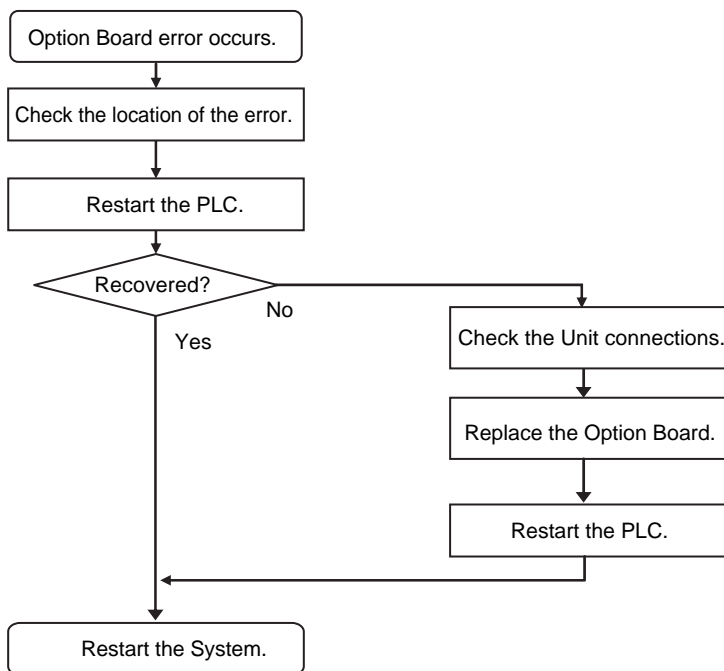 Option Board error occurs.
Check the location of the error.
Restart the PLC.
Recovered?
No
Yes
Check the Unit connections.
Replace the Option Board.
Restart the PLC.
Restart the System.